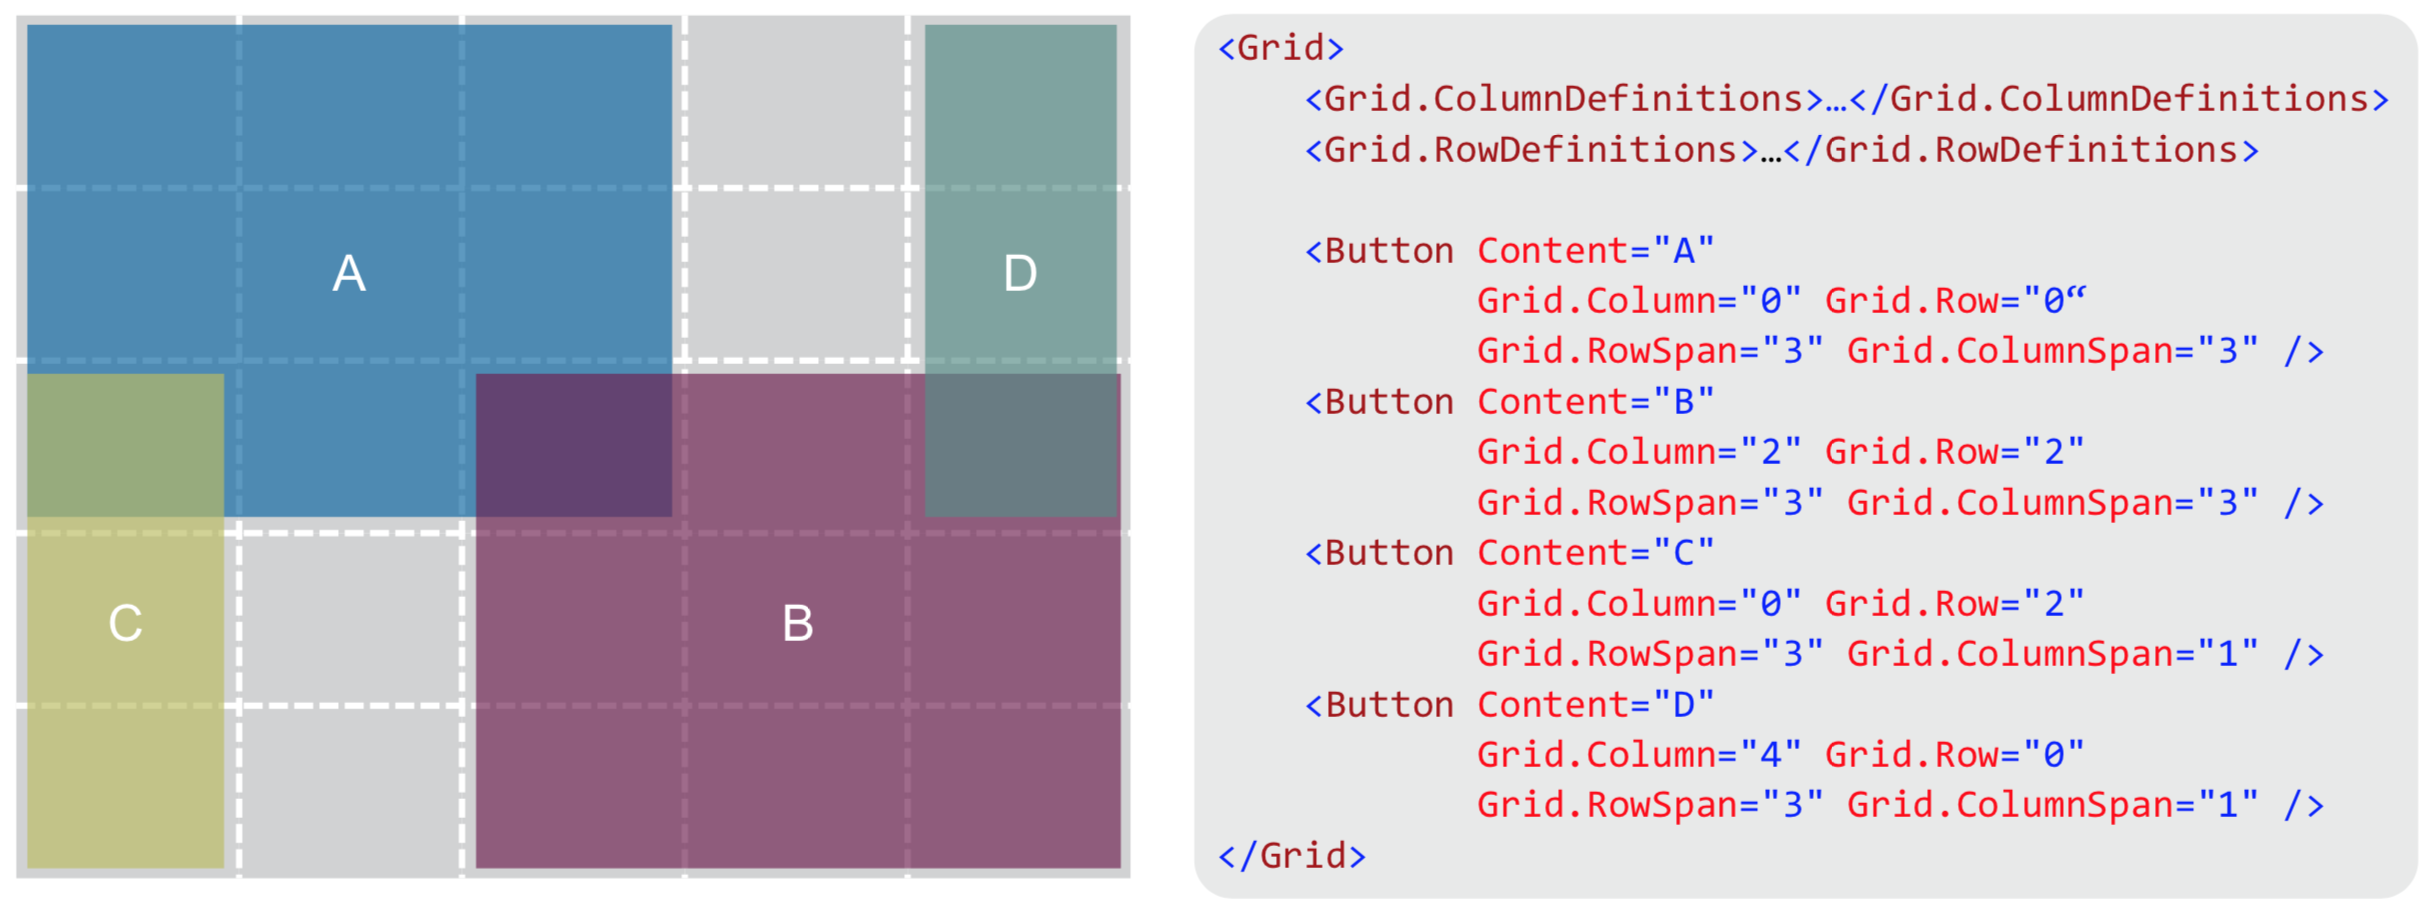 A
D
C
B
<Grid>
<Grid.ColumnDefinitions>…</Grid.ColumnDefinitions>
<Grid.RowDefinitions>…</Grid.RowDefinitions>
<Button Content="A"
Grid.Column="0" Grid.Row="0“
Grid.RowSpan="3" Grid.ColumnSpan="3" />
<Button Content="B"
Grid.Column="2" Grid.Row="2"
Grid.RowSpan="3" Grid.ColumnSpan="3" />
<Button Content="C"
Grid.Column="0" Grid.Row="2"
Grid.RowSpan="3" Grid.ColumnSpan="1" />
<Button Content="D"
Grid.Column="4" Grid.Row="0"
Grid.RowSpan="3" Grid.ColumnSpan="1" />
</Grid>